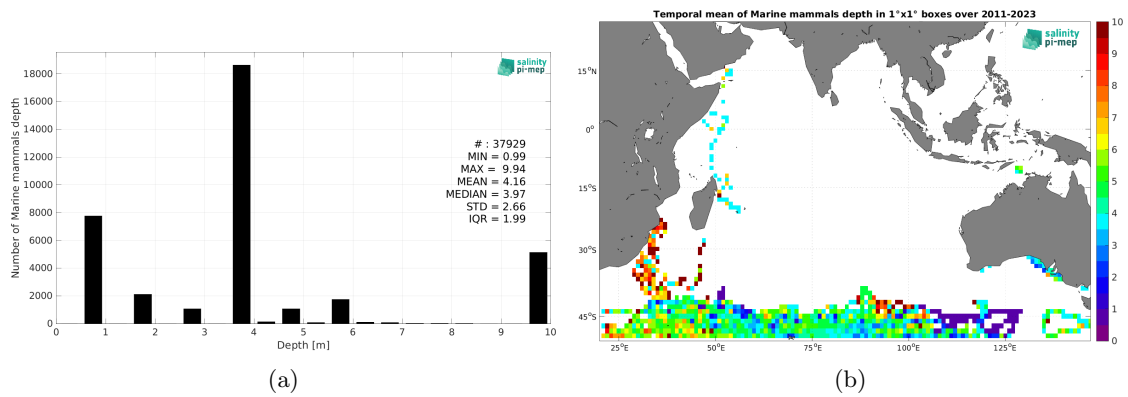 salinity
pi-mep
18000
16000
14000
12000
10000
8000
6000
4000
2000
0
Number of Marine mammals depth
# : 37929
MIN = 0.99
MAX = 9.94
MEAN = 4.16
MEDIAN = 3.97
STD = 2.66
IQR = 1.99
0 1 2 3 4 5 6 7 8 9 10
Depth [m]
(a)
Temporal mean of Marine mammals depth in 1°x1° boxes over 2011-2023
salinity
pi-mep
15°N
0°
15°S
30°S
45°S
25°E 50°E 75°E 100°E 125°E
10
9
8
7
6
5
4
3
2
1
0
(b)